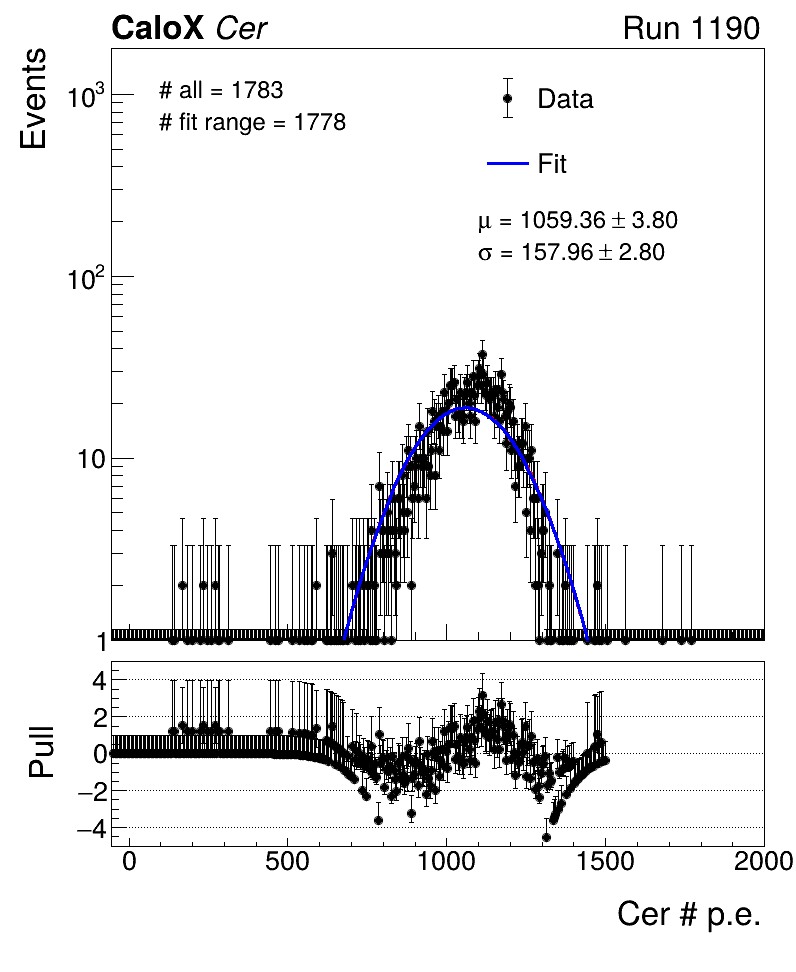 CaloX Cer Run 1190
Events
# all = 1783
# fit range = 1778
Data
Fit
μ = 1059.36 ± 3.80
σ = 157.96 ± 2.80
10³
10²
10
1
Pull
4
2
0
−2
−4
0 500 1000 1500 2000
Cer # p.e.